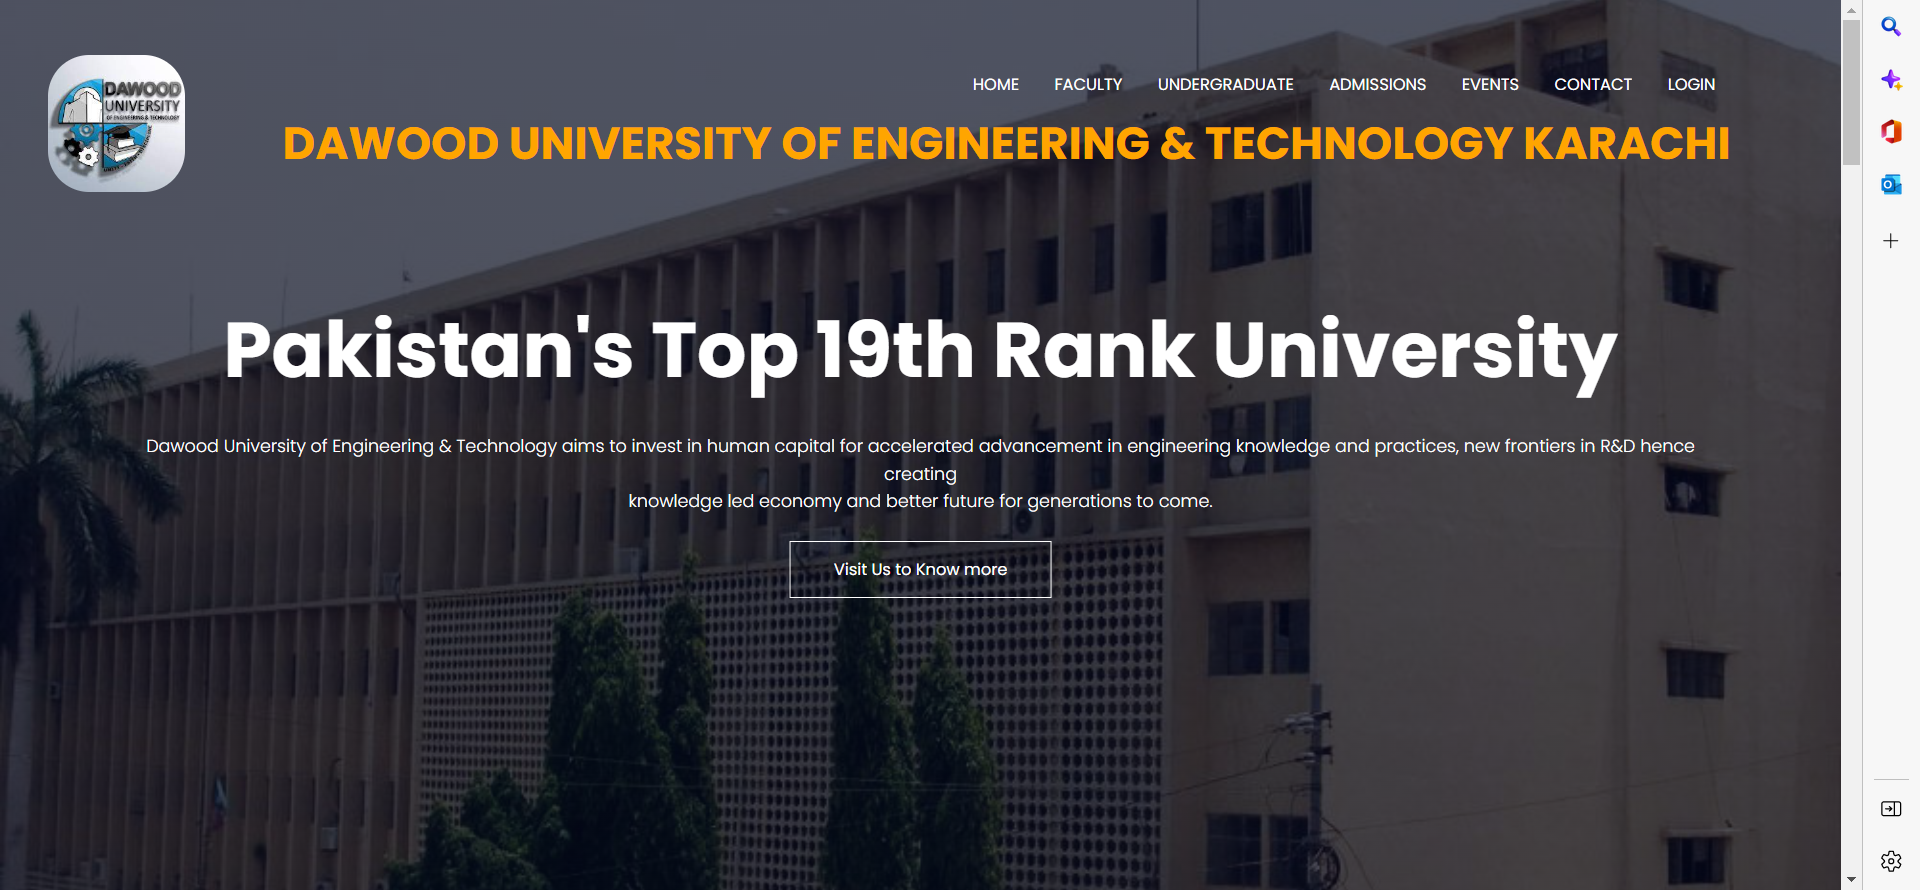 DAWOOD
UNIVERSITY
OF ENGINEERING & TECHNOLOGY
HOME FACULTY UNDERGRADUATE ADMISSIONS EVENTS CONTACT LOGIN
DAWOOD UNIVERSITY OF ENGINEERING & TECHNOLOGY KARACHI
Pakistan's Top 19th Rank University
Dawood University of Engineering & Technology aims to invest in human capital for accelerated advancement in engineering knowledge and practices, new frontiers in R&D hence
creating
knowledge led economy and better future for generations to come.
Visit Us to Know more